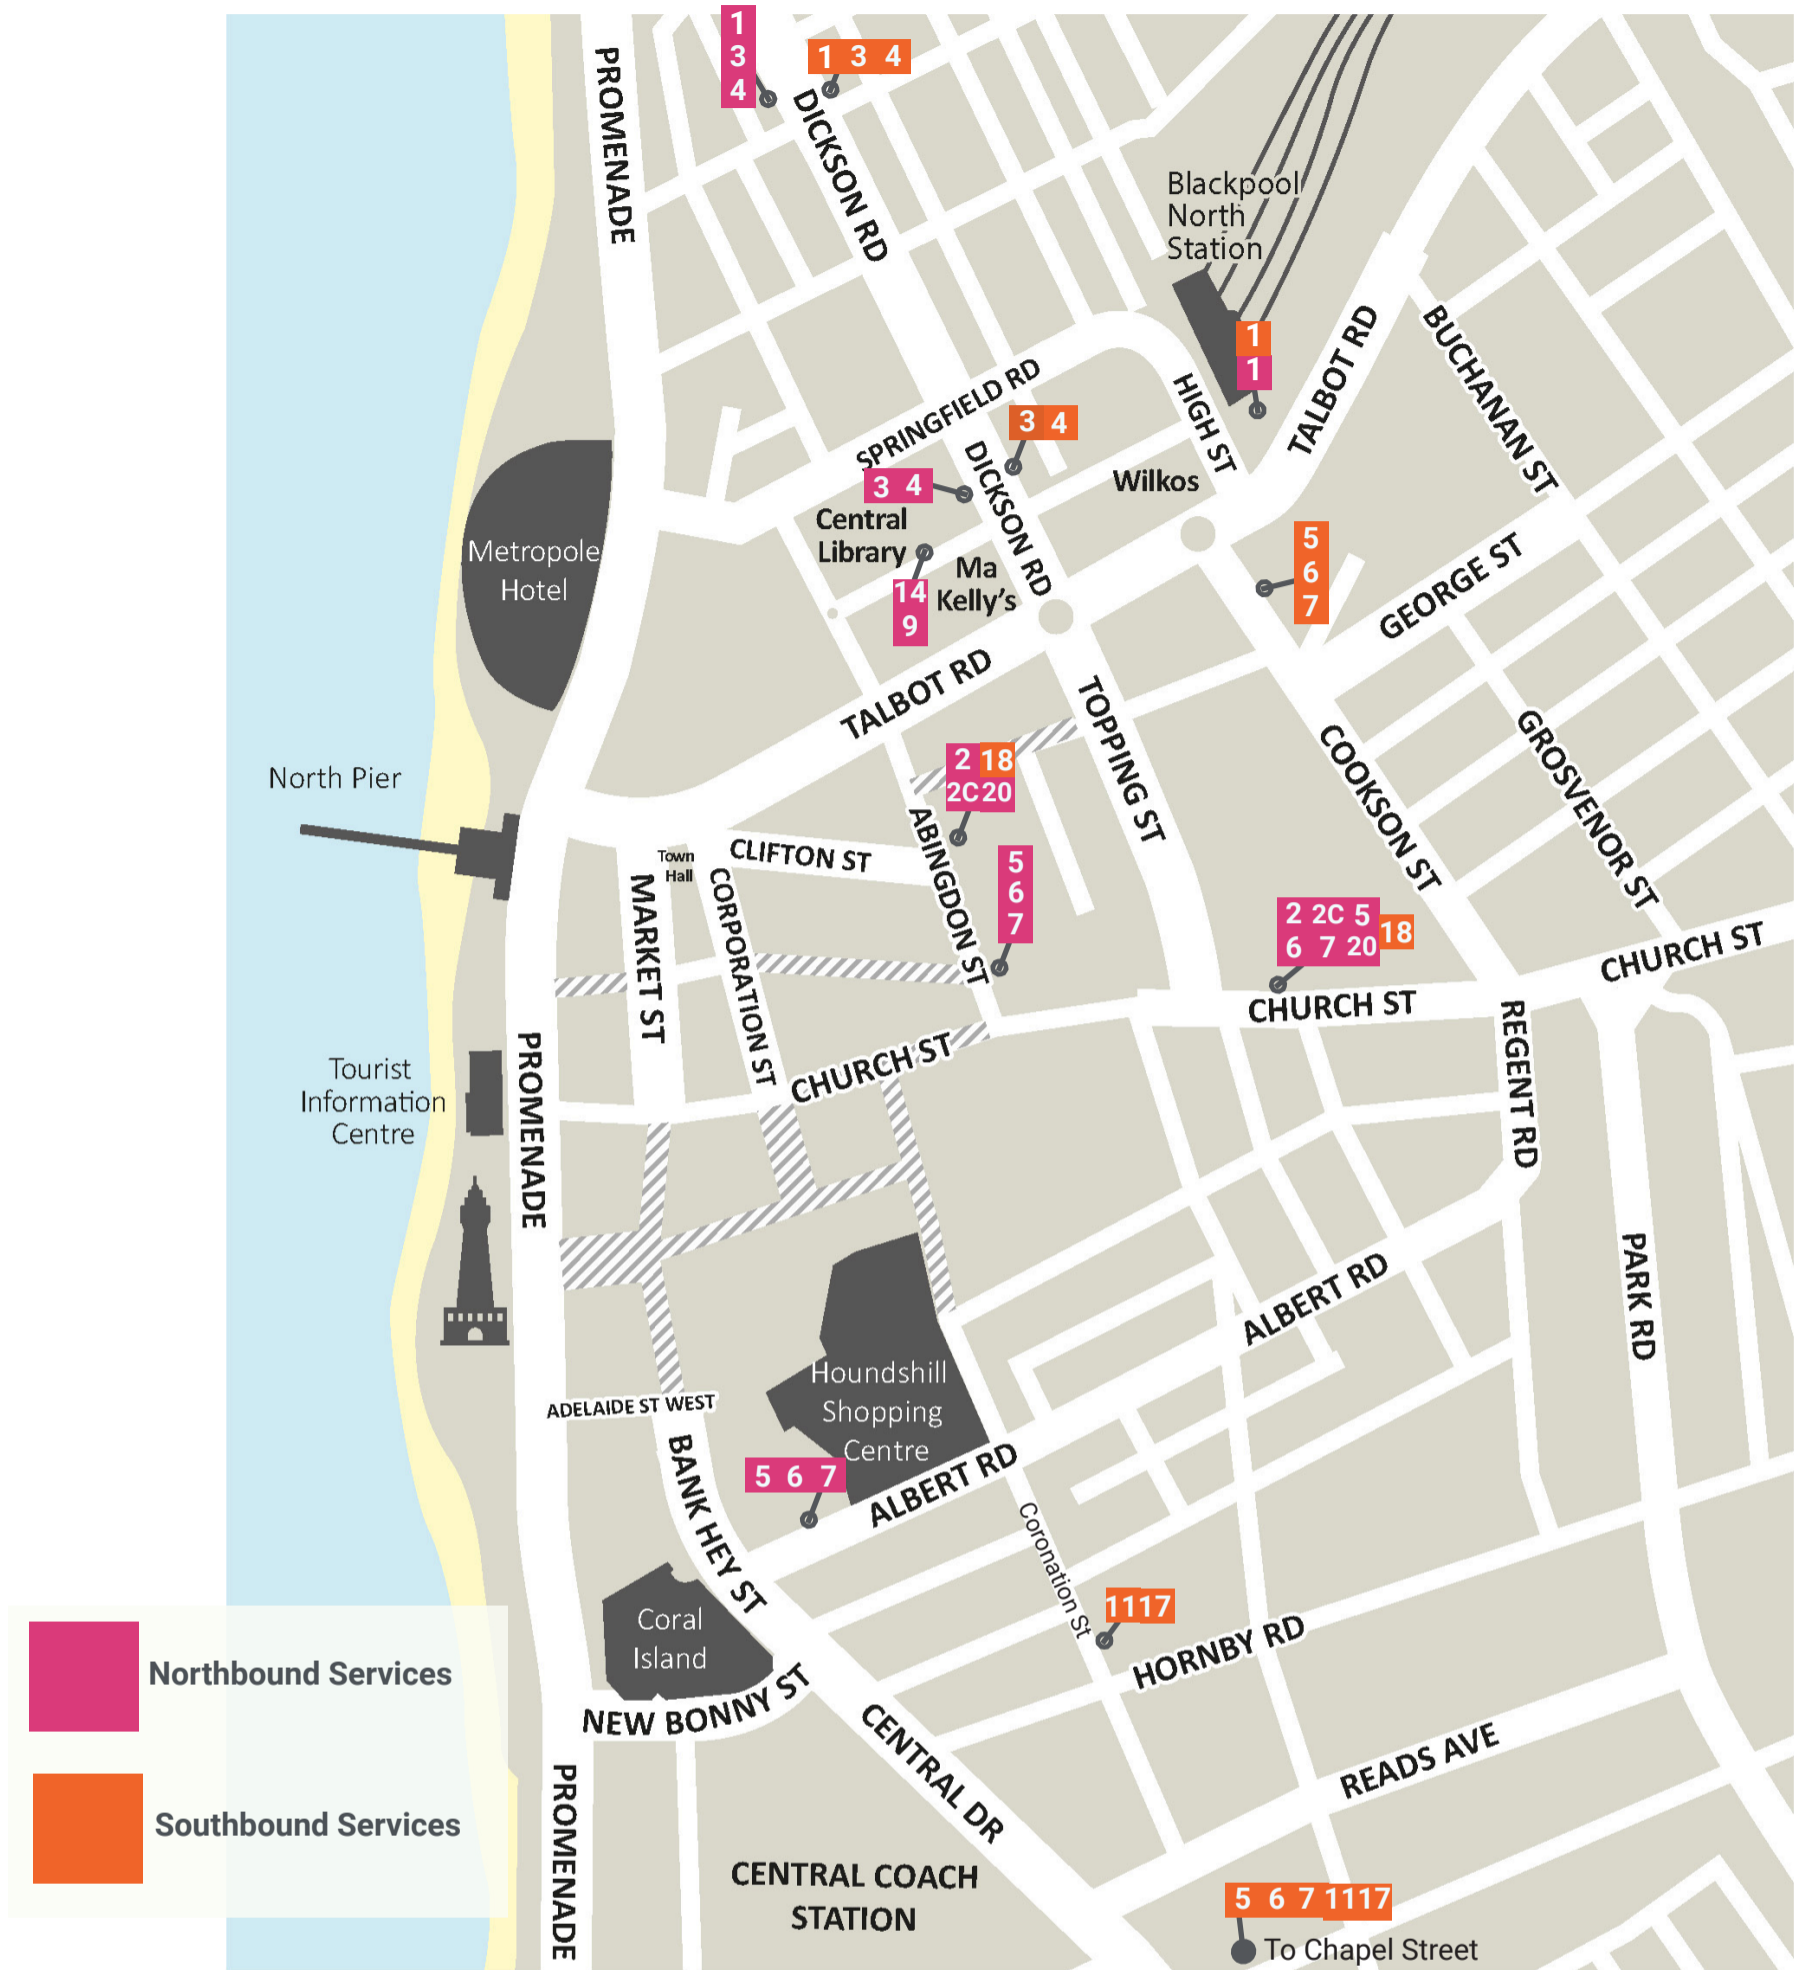 1
3
4
1 3 4
PROMENADE
DICKSON RD
Blackpool
North
Station
1
1
TALBOT RD
BUCHANAN ST
HIGH ST
SPRINGFIELD RD
3 4
DICKSON RD
3 4
Wilkos
Central
Library
Ma
Kelly's
14
9
Metropole
Hotel
5
6
7
GEORGE ST
TALBOT RD
TOPPING ST
COOKSON ST
GROSVENOR ST
North Pier
2 18
2C 20
ABINGDON ST
CLIFTON ST
Town
Hall
MARKET ST
CORPORATION ST
5
6
7
2 2C 5
6 7 20
18
CHURCH ST
CHURCH ST
CHURCH ST
REGENT RD
Tourist
Information
Centre
PROMENADE
PARK RD
ALBERT RD
Houndshill
Shopping
Centre
ADELAIDE ST WEST
BANK HEY ST
5 6 7
ALBERT RD
Coronation St
11 17
HORNBY RD
Coral
Island
NEW BONNY ST
CENTRAL DR
READS AVE
PROMENADE
CENTRAL COACH
STATION
5 6 7 11 17
To Chapel Street
Northbound Services
Southbound Services